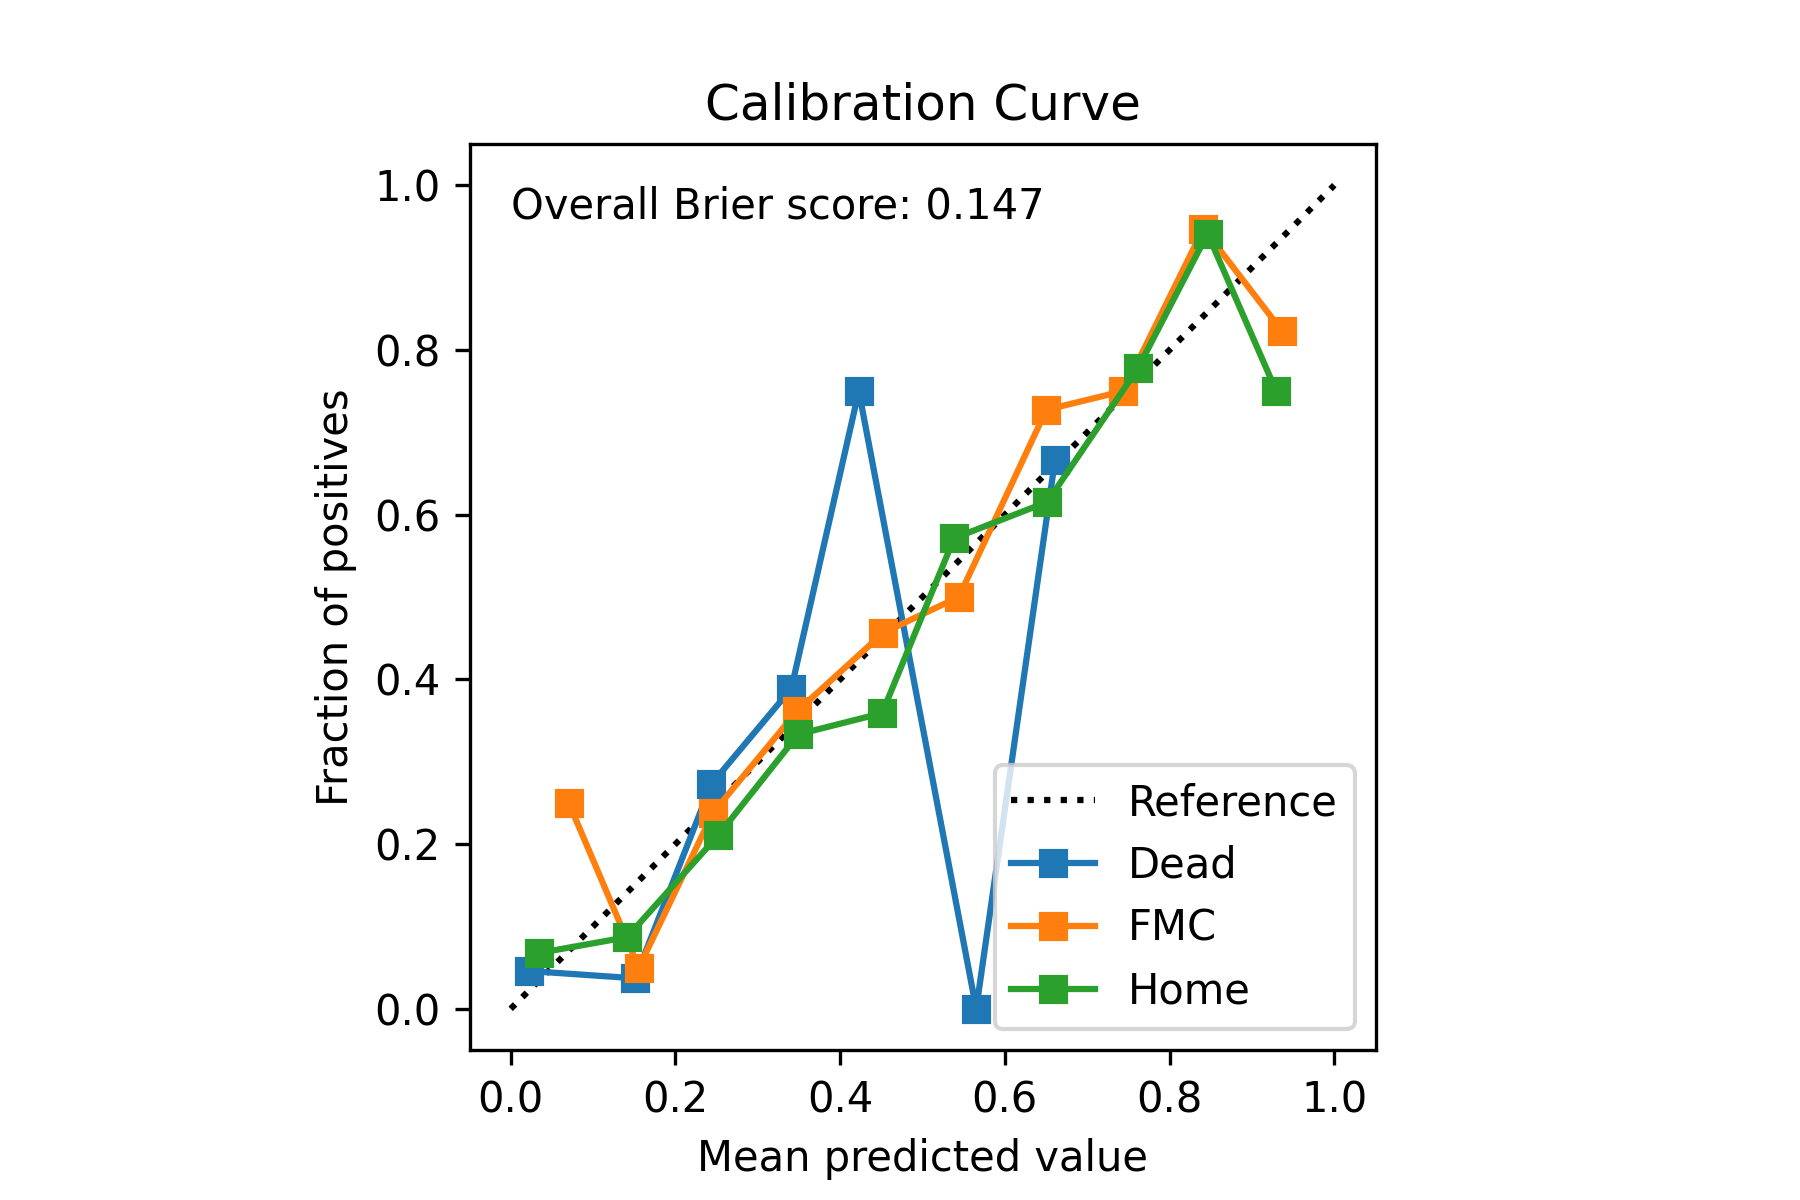 Calibration Curve
Overall Brier score: 0.147
1.0
0.8
0.6
0.4
0.2
0.0
Fraction of positives
Reference
Dead
FMC
Home
0.0 0.2 0.4 0.6 0.8 1.0
Mean predicted value